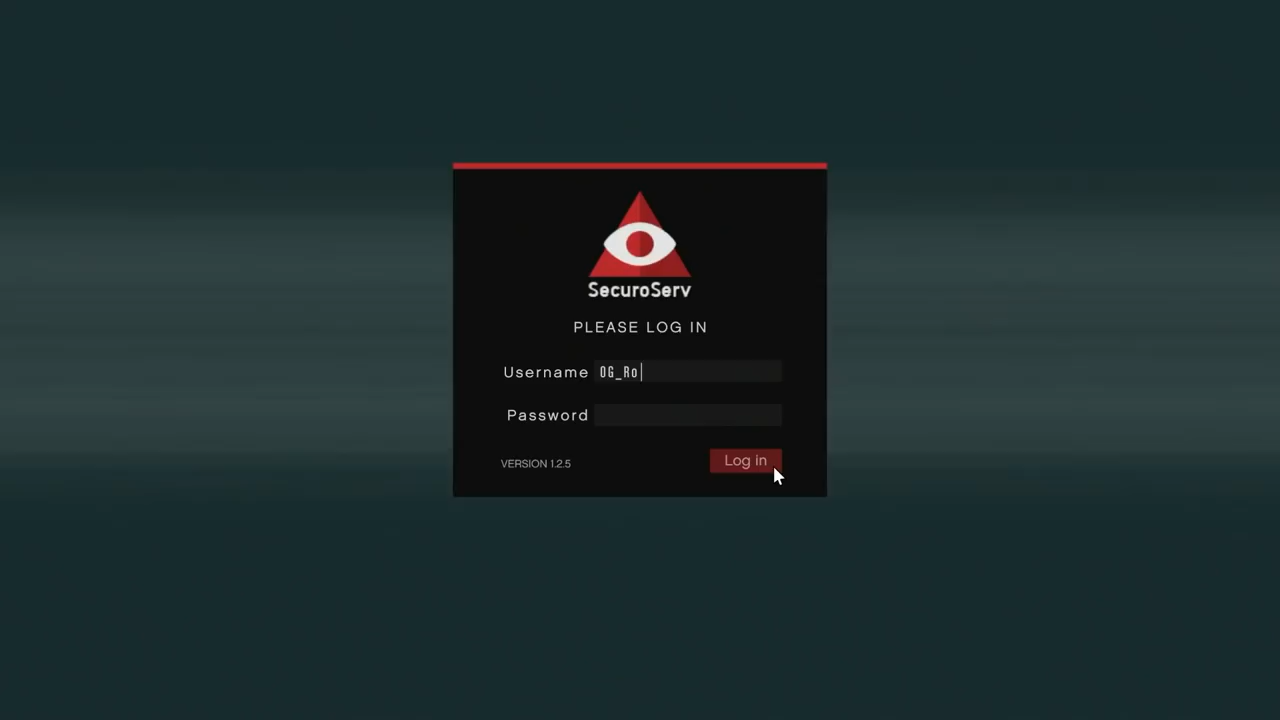 SecuroServ
PLEASE LOG IN
Username OG_Ro
Password
VERSION 1.2.5 Log in